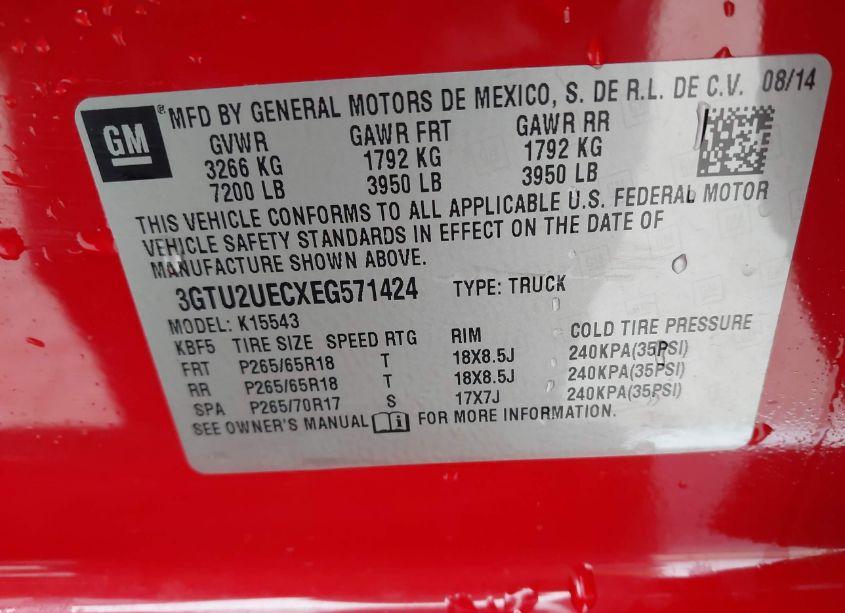 GM ® MFD BY GENERAL MOTORS DE MEXICO, S. DE R.L. DE C.V. 08/14
GVWR GAWR FRT GAWR RR
3266 KG 1792 KG 1792 KG
7200 LB 3950 LB 3950 LB
THIS VEHICLE CONFORMS TO ALL APPLICABLE U.S. FEDERAL MOTOR
VEHICLE SAFETY STANDARDS IN EFFECT ON THE DATE OF
MANUFACTURE SHOWN ABOVE.
3GTU2UECXEG571424 TYPE: TRUCK
MODEL: K15543
KBF5 TIRE SIZE SPEED RTG RIM COLD TIRE PRESSURE
FRT P265/65R18 T 18X8.5J 240KPA(35PSI)
RR P265/65R18 T 18X8.5J 240KPA(35PSI)
SPA P265/70R17 S 17X7J 240KPA(35PSI)
SEE OWNER'S MANUAL FOR MORE INFORMATION.